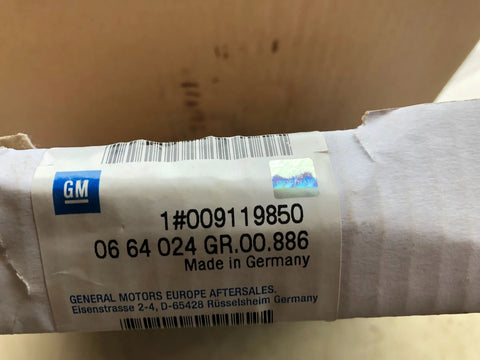 GM
1#009119850
06 64 024 GR.00.886
Made in Germany
GENERAL MOTORS EUROPE AFTERSALES.
Eisenstrasse 2-4, D-65428 Rüsselsheim Germany